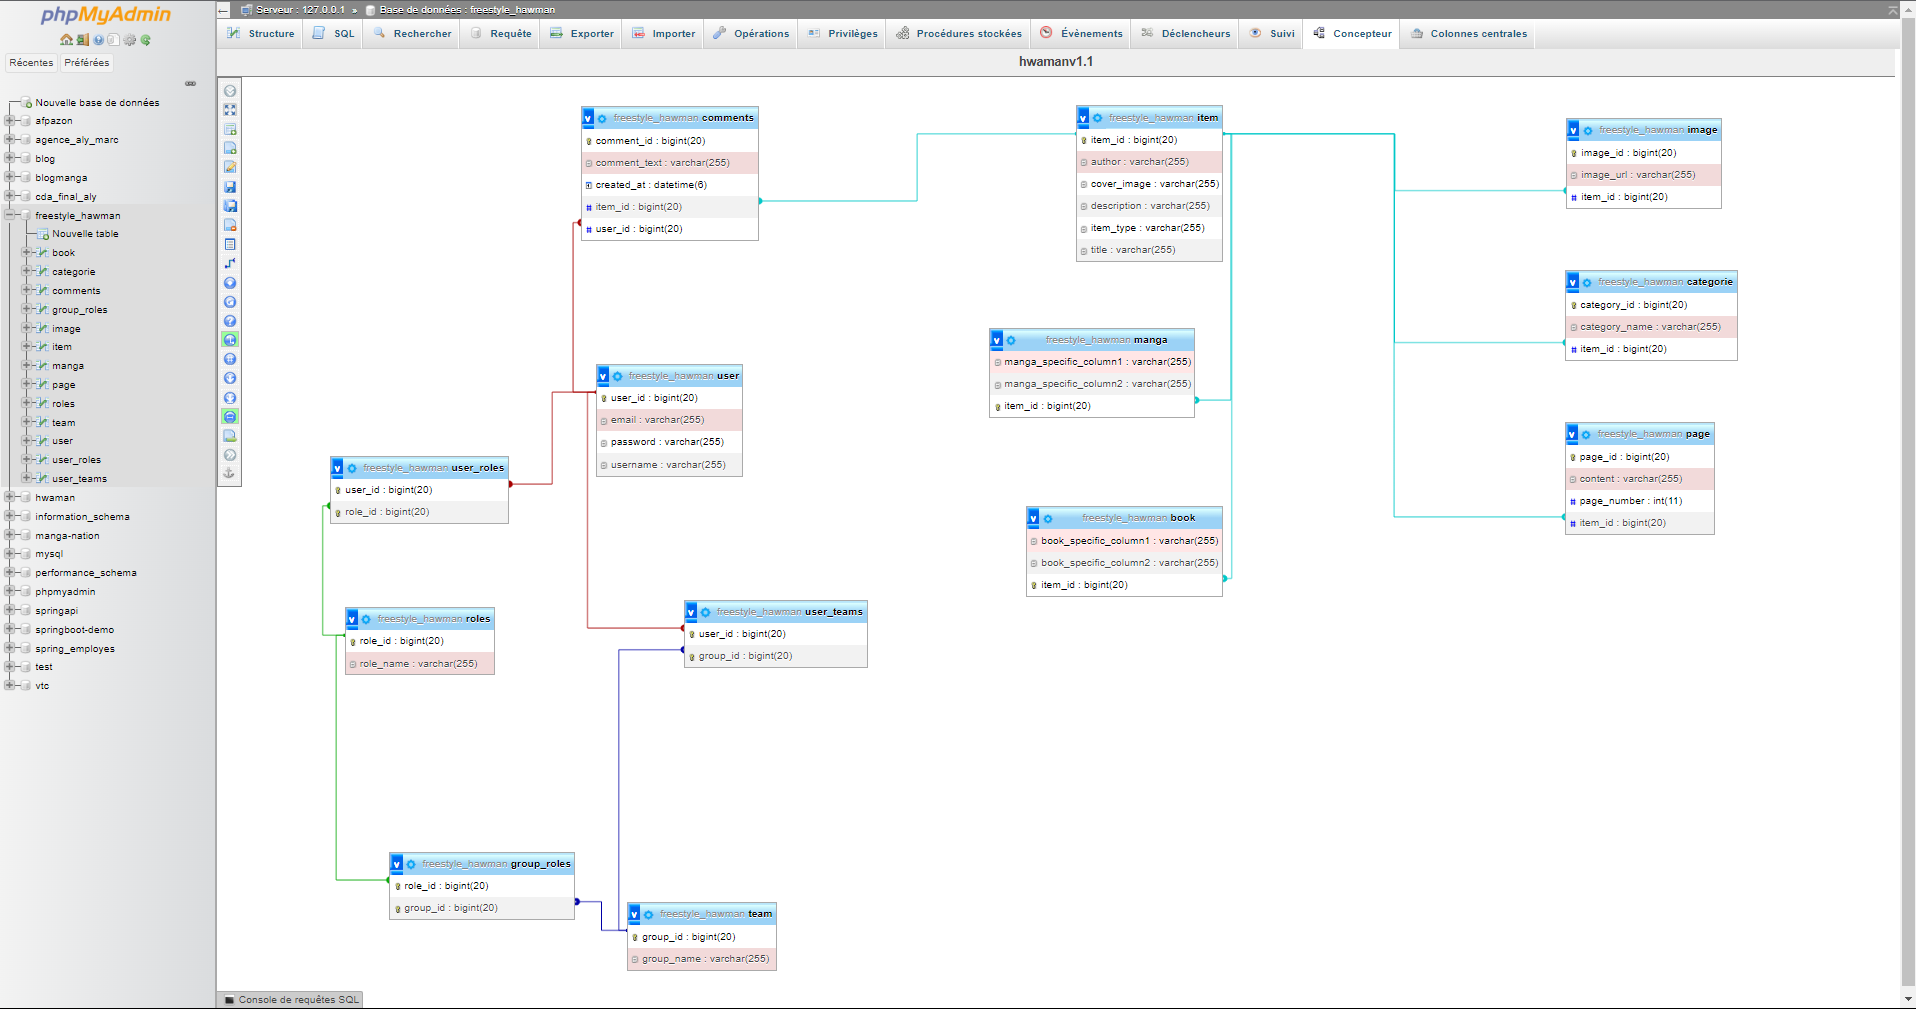 phpMyAdmin
Récentes
Préférées
Nouvelle base de données
afpazon
agence_aly_marc
blog
blogmanga
cda_final_aly
freestyle_hawman
Nouvelle table
book
categorie
comments
group_roles
image
item
manga
page
roles
team
user
user_roles
user_teams
hwaman
information_schema
manga-nation
mysql
performance_schema
phpmyadmin
springapi
springboot-demo
spring_employes
test
vtc
Serveur : 127.0.0.1 » Base de données : freestyle_hawman
Structure SQL Rechercher Requête Exporter Importer Opérations Privilèges Procédures stockées Évènements Déclencheurs Suivi Concepteur Colonnes centrales
hwamanv1.1
v freestyle_hawman comments
comment_id : bigint(20)
comment_text : varchar(255)
created_at : datetime(6)
# item_id : bigint(20)
# user_id : bigint(20)
v freestyle_hawman item
item_id : bigint(20)
author : varchar(255)
cover_image : varchar(255)
description : varchar(255)
item_type : varchar(255)
title : varchar(255)
v freestyle_hawman image
image_id : bigint(20)
image_url : varchar(255)
# item_id : bigint(20)
v freestyle_hawman categorie
category_id : bigint(20)
category_name : varchar(255)
# item_id : bigint(20)
v freestyle_hawman manga
manga_specific_column1 : varchar(255)
manga_specific_column2 : varchar(255)
item_id : bigint(20)
v freestyle_hawman user
user_id : bigint(20)
email : varchar(255)
password : varchar(255)
username : varchar(255)
v freestyle_hawman page
page_id : bigint(20)
content : varchar(255)
# page_number : int(11)
# item_id : bigint(20)
v freestyle_hawman user_roles
user_id : bigint(20)
role_id : bigint(20)
v freestyle_hawman book
book_specific_column1 : varchar(255)
book_specific_column2 : varchar(255)
item_id : bigint(20)
v freestyle_hawman roles
role_id : bigint(20)
role_name : varchar(255)
v freestyle_hawman user_teams
user_id : bigint(20)
group_id : bigint(20)
v freestyle_hawman group_roles
role_id : bigint(20)
group_id : bigint(20)
v freestyle_hawman team
group_id : bigint(20)
group_name : varchar(255)
Console de requêtes SQL